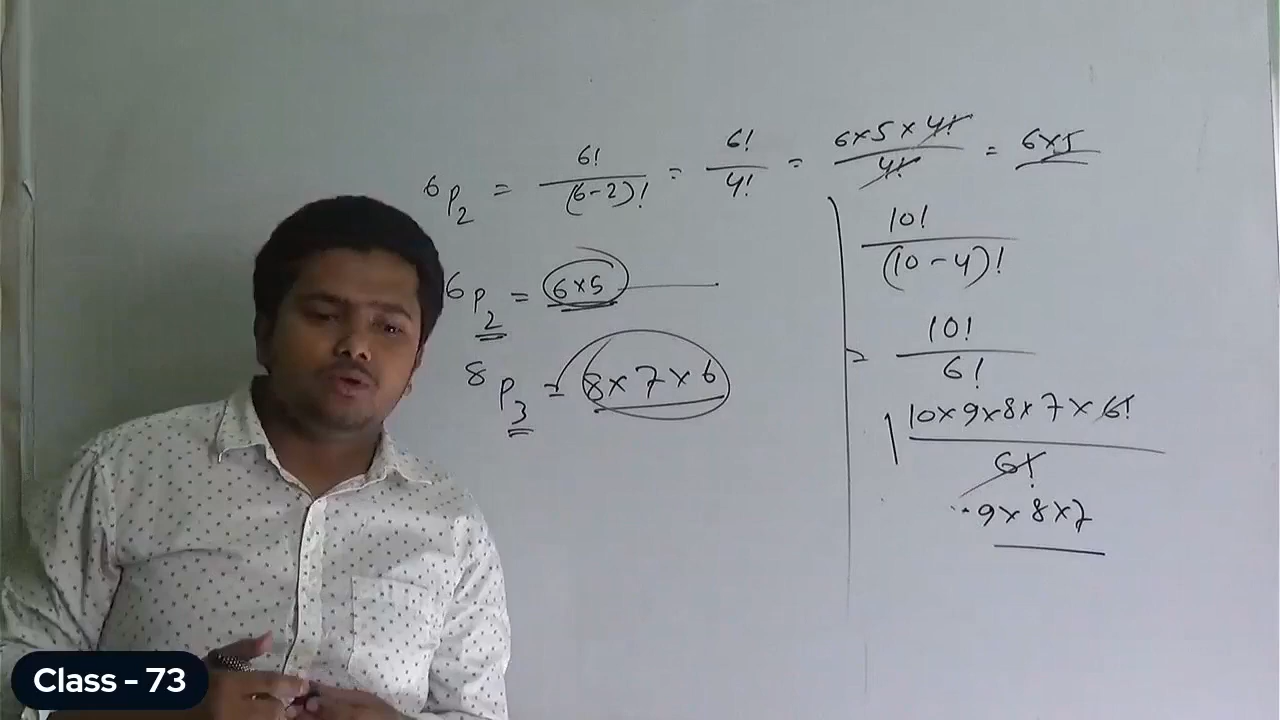 ⁶P₂ = 6!/(6-2)! = 6!/4! = 6×5×4!/4! = 6×5
⁶P₂ = 6×5
⁸P₃ = 8×7×6
10!/(10-4)!
= 10!/6!
10×9×8×7×6!/6!
9×8×7
Class - 73